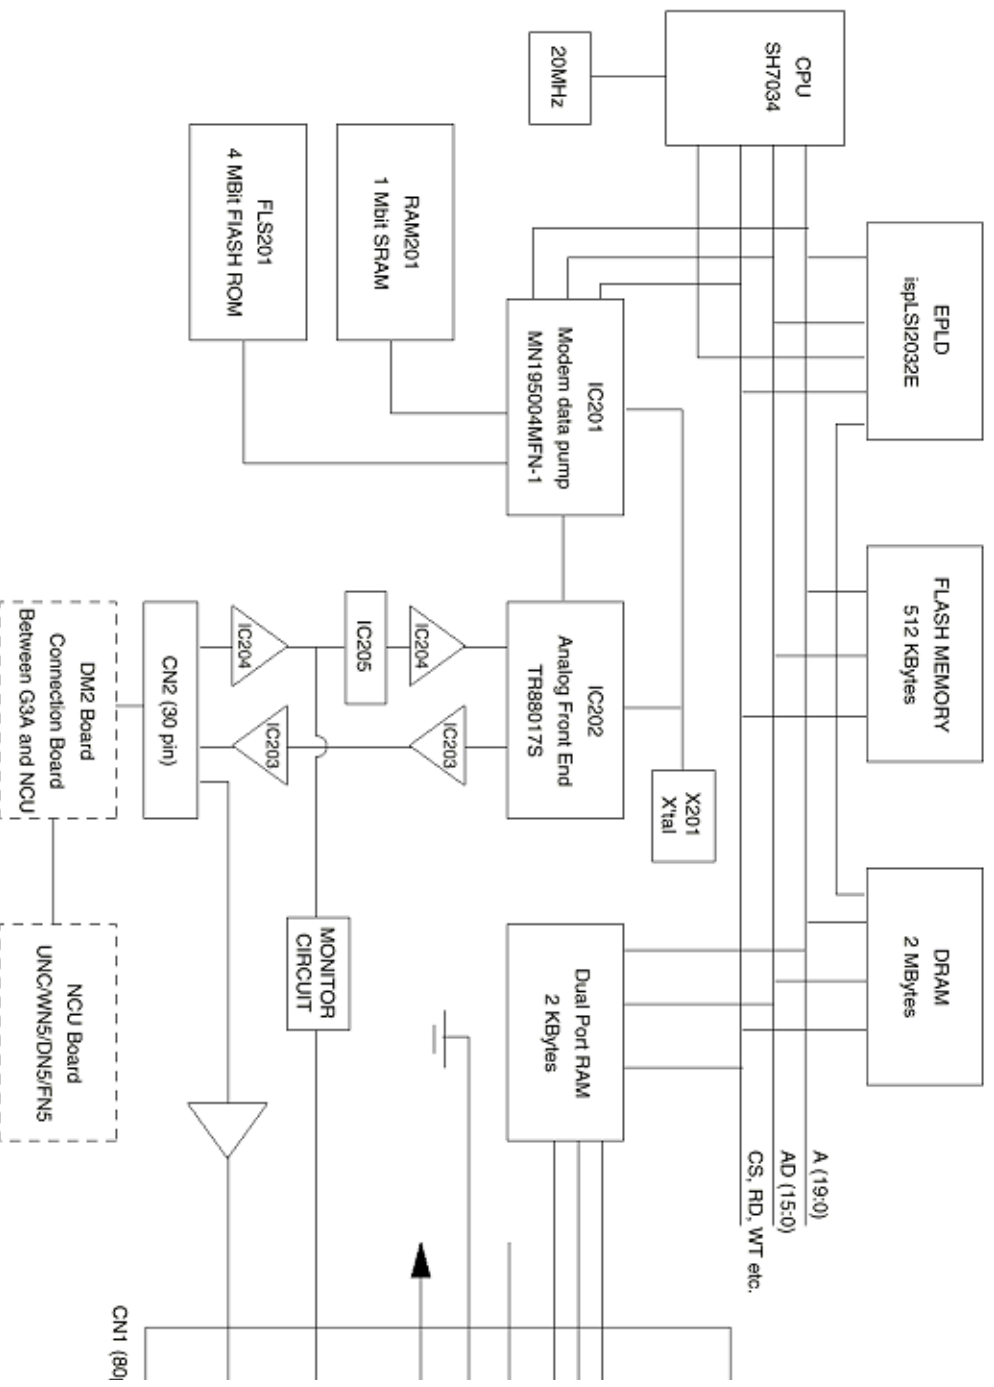 CPU
SH7034
20MHz
EPLD
ispLSI2032E
FLASH MEMORY
512 KBytes
DRAM
2 MBytes
A (19:0)
AD (15:0)
CS, RD, WT etc.
RAM201
1 Mbit SRAM
FLS201
4 MBit FlASH ROM
IC201
Modem data pump
MN195004MFN-1
IC202
Analog Front End
TR88017S
X201
X'tal
Dual Port RAM
2 KBytes
IC204
IC205
IC204
IC203
IC203
CN2 (30 pin)
MONITOR
CIRCUIT
DM2 Board
Connection Board
Between G3A and NCU
NCU Board
UNC/WN5/DN5/FN5
CN1 (80p